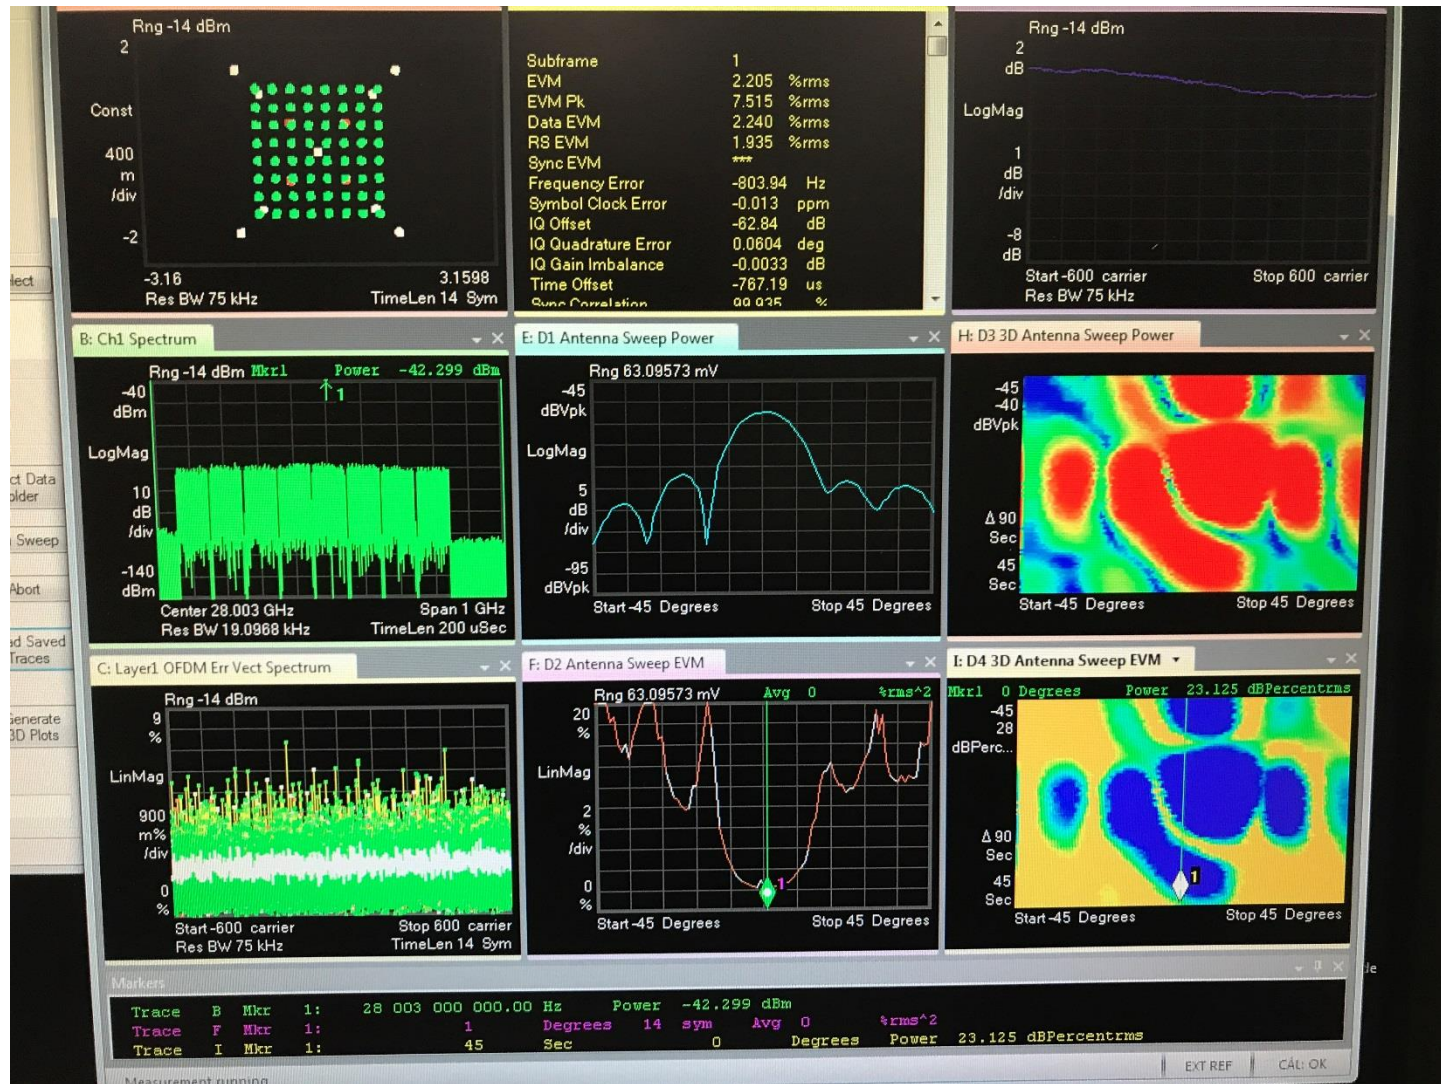 Rng -14 dBm
2
Const
400
m
/div
-2
-3.16
3.1598
Res BW 75 kHz
TimeLen 14 Sym
Subframe 1
EVM 2.205 %rms
EVM Pk 7.515 %rms
Data EVM 2.240 %rms
RS EVM 1.935 %rms
Sync EVM ***
Frequency Error -803.94 Hz
Symbol Clock Error -0.013 ppm
IQ Offset -62.84 dB
IQ Quadrature Error 0.0604 deg
IQ Gain Imbalance -0.0033 dB
Time Offset -767.19 us
Sync Correlation 99.935 %
Rng -14 dBm
2
dB
LogMag
1
dB
/div
-8
dB
Start -600 carrier
Stop 600 carrier
Res BW 75 kHz
B: Ch1 Spectrum
Rng -14 dBm Mkr1 Power -42.299 dBm
1
-40
dBm
LogMag
10
dB
/div
-140
dBm
Center 28.003 GHz
Span 1 GHz
Res BW 19.0968 kHz
TimeLen 200 uSec
E: D1 Antenna Sweep Power
Rng 63.09573 mV
-45
dBVpk
LogMag
5
dB
/div
-95
dBVpk
Start -45 Degrees
Stop 45 Degrees
H: D3 3D Antenna Sweep Power
-45
-40
dBVpk
Δ 90
Sec
45
Sec
Start -45 Degrees
Stop 45 Degrees
C: Layer1 OFDM Err Vect Spectrum
Rng -14 dBm
9
%
LinMag
900
m%
/div
0
%
Start -600 carrier
Stop 600 carrier
Res BW 75 kHz
TimeLen 14 Sym
F: D2 Antenna Sweep EVM
Rng 63.09573 mV Avg 0 %rms^2
20
%
LinMag
2
%
/div
0
%
1
Start -45 Degrees
Stop 45 Degrees
I: D4 3D Antenna Sweep EVM
Mkr1 0 Degrees Power 23.125 dBPercentrms
-45
28
dBPerc...
Δ 90
Sec
45
Sec
1
Start -45 Degrees
Stop 45 Degrees
ct Data
Sweep
Abort
Saved
Traces
3D Plots
Markers
Trace B Mkr 1: 28 003 000 000.00 Hz Power -42.299 dBm
Trace F Mkr 1: 1 Degrees 14 sym Avg 0 %rms^2
Trace I Mkr 1: 45 Sec 0 Degrees Power 23.125 dBPercentrms
Measurement running
EXT REF
CAL: OK